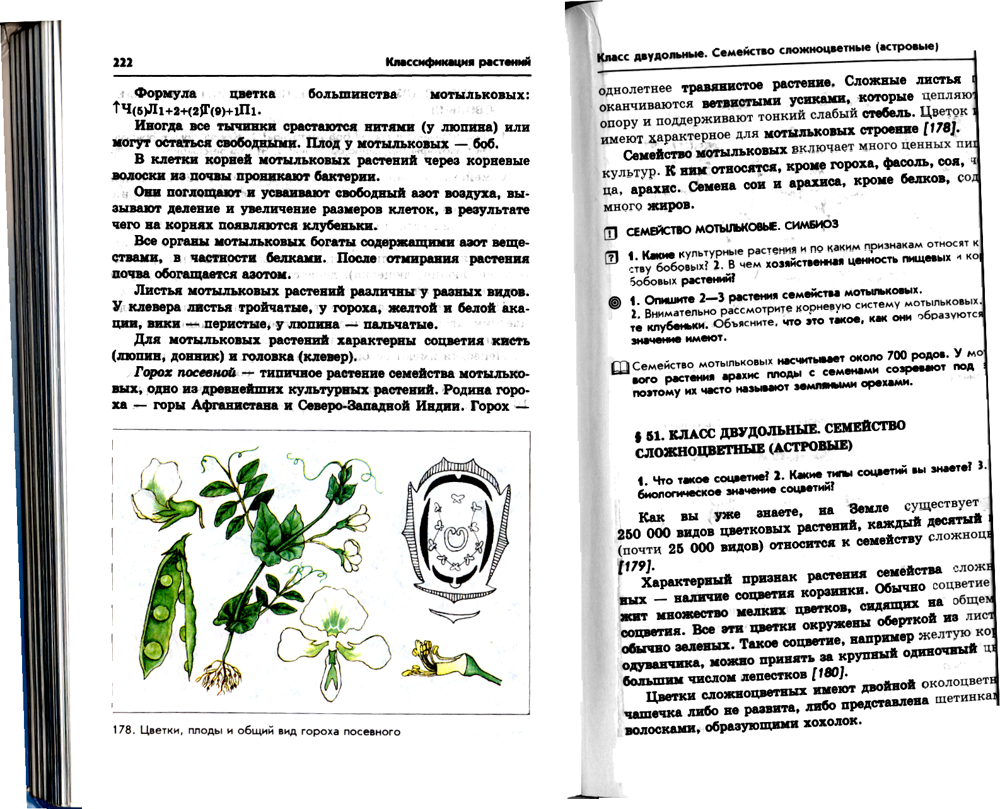 222 Классификация растений
Формула цветка большинства мотыльковых:
↑Ч(5)Л1+2+(2)Т(9)+1П1.
Иногда все тычинки срастаются нитями (у люпина) или
могут остаться свободными. Плод у мотыльковых — боб.
В клетки корней мотыльковых растений через корневые
волоски из почвы проникают бактерии.
Они поглощают и усваивают свободный азот воздуха, вы-
зывают деление и увеличение размеров клеток, в результате
чего на корнях появляются клубеньки.
Все органы мотыльковых богаты содержащими азот веще-
ствами, в частности белками. После отмирания растения
почва обогащается азотом.
Листья мотыльковых растений различны у разных видов.
У клевера листья тройчатые, у гороха, желтой и белой ака-
ции, вики — перистые, у люпина — пальчатые.
Для мотыльковых растений характерны соцветия кисть
(люпин, донник) и головка (клевер).
Горох посевной — типичное растение семейства мотылько-
вых, одно из древнейших культурных растений. Родина горо-
ха — горы Афганистана и Северо-Западной Индии. Горох —
178. Цветки, плоды и общий вид гороха посевного
Класс двудольные. Семейство сложноцветные (астровые)
однолетнее травянистое растение. Сложные листья
оканчиваются ветвистыми усиками, которые цепляют
опору и поддерживают тонкий слабый стебель. Цветок
имеют характерное для мотыльковых строение [178].
Семейство мотыльковых включает много ценных пищ
культур. К ним относятся, кроме гороха, фасоль, соя, че
ца, арахис. Семена сои и арахиса, кроме белков, сод
много жиров.
! СЕМЕЙСТВО МОТЫЛЬКОВЫЕ. СИМБИОЗ
? 1. Какие культурные растения и по каким признакам относят к
ству бобовых? 2. В чем хозяйственная ценность пищевых и кор
бобовых растений?
1. Опишите 2—3 растения семейства мотыльковых.
2. Внимательно рассмотрите корневую систему мотыльковых.
те клубеньки. Объясните, что это такое, как они образуются
значение имеют.
Семейство мотыльковых насчитывает около 700 родов. У мо
вого растения арахис плоды с семенами созревают под з
поэтому их часто называют земляными орехами.
§ 51. КЛАСС ДВУДОЛЬНЫЕ. СЕМЕЙСТВО
СЛОЖНОЦВЕТНЫЕ (АСТРОВЫЕ)
1. Что такое соцветие? 2. Какие типы соцветий вы знаете? 3.
биологическое значение соцветий?
Как вы уже знаете, на Земле существует
250 000 видов цветковых растений, каждый десятый
(почти 25 000 видов) относится к семейству сложноцв
[179].
Характерный признак растения семейства сложн
ных — наличие соцветия корзинки. Обычно соцветие
жит множество мелких цветков, сидящих на общем
соцветия. Все эти цветки окружены оберткой из лист
обычно зеленых. Такое соцветие, например желтую кор
одуванчика, можно принять за крупный одиночный цв
большим числом лепестков [180].
Цветки сложноцветных имеют двойной околоцветн
чашечка либо не развита, либо представлена щетинкам
волосками, образующими хохолок.